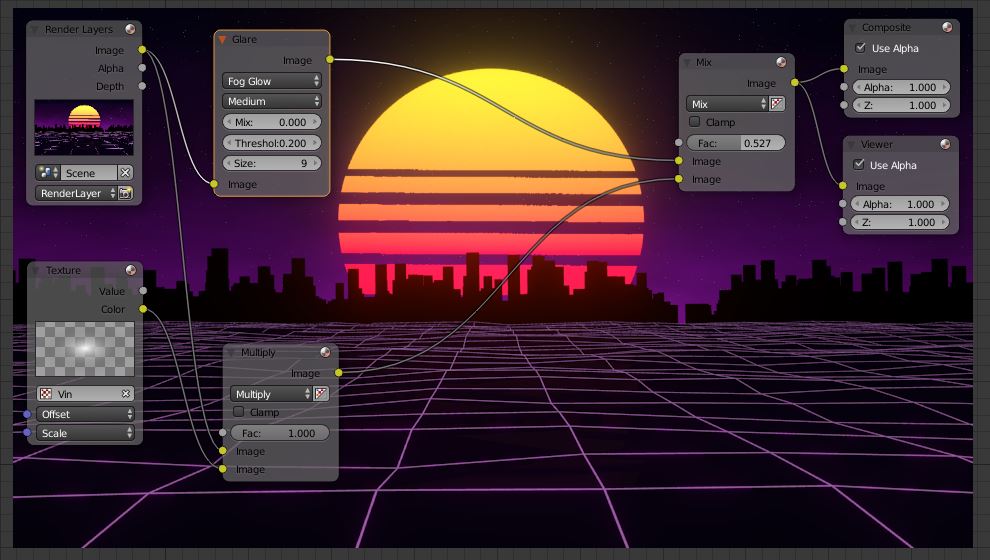 Render Layers
Image
Alpha
Depth
Scene
RenderLayer
Glare
Image
Fog Glow
Medium
Mix: 0.000
Threshol:0.200
Size: 9
Image
Texture
Value
Color
Vin
Offset
Scale
Multiply
Image
Multiply
Clamp
Fac: 1.000
Image
Image
Mix
Image
Mix
Clamp
Fac: 0.527
Image
Image
Composite
Use Alpha
Image
Alpha: 1.000
Z: 1.000
Viewer
Use Alpha
Image
Alpha: 1.000
Z: 1.000